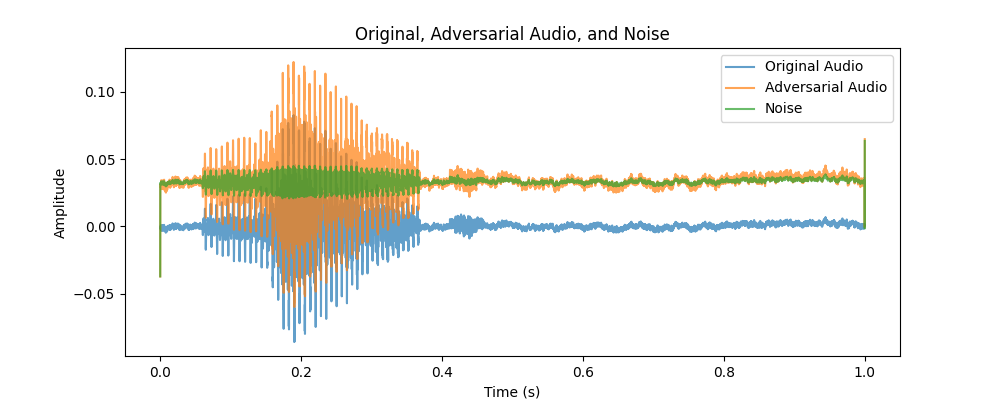 Original, Adversarial Audio, and Noise
Original Audio
Adversarial Audio
Noise
Amplitude
0.10
0.05
0.00
−0.05
0.0
0.2
0.4
0.6
0.8
1.0
Time (s)